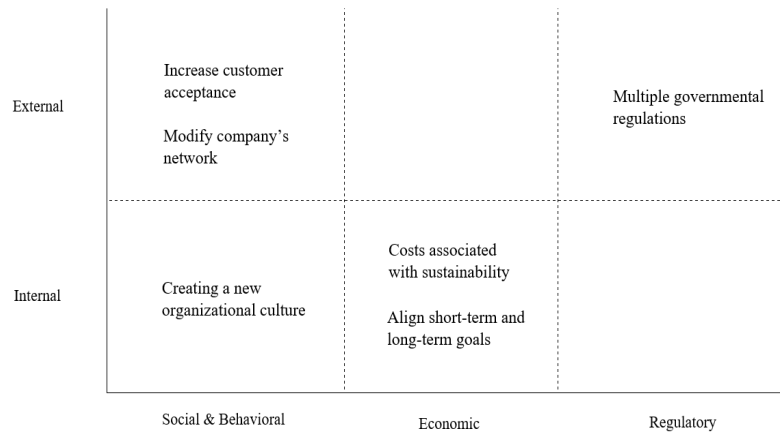 Increase customer
acceptance
Modify company's
network
Multiple governmental
regulations
External
Creating a new
organizational culture
Costs associated
with sustainability
Align short-term and
long-term goals
Internal
Social & Behavioral
Economic
Regulatory